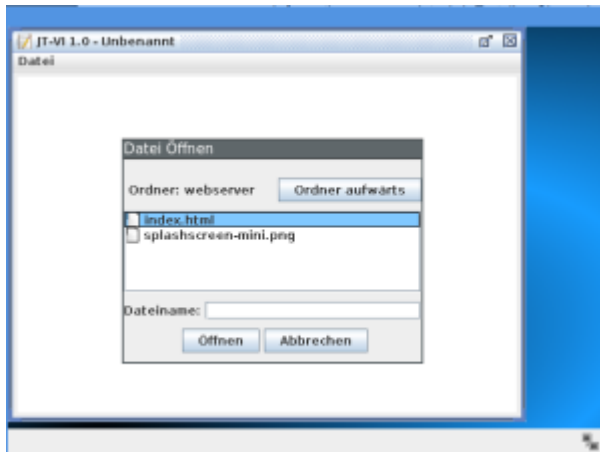 JT-VI 1.0 - Unbenannt
Datei
Datei Öffnen
Ordner: webserver Ordner aufwärts
index.html
splashscreen-mini.png
Dateiname:
Öffnen Abbrechen